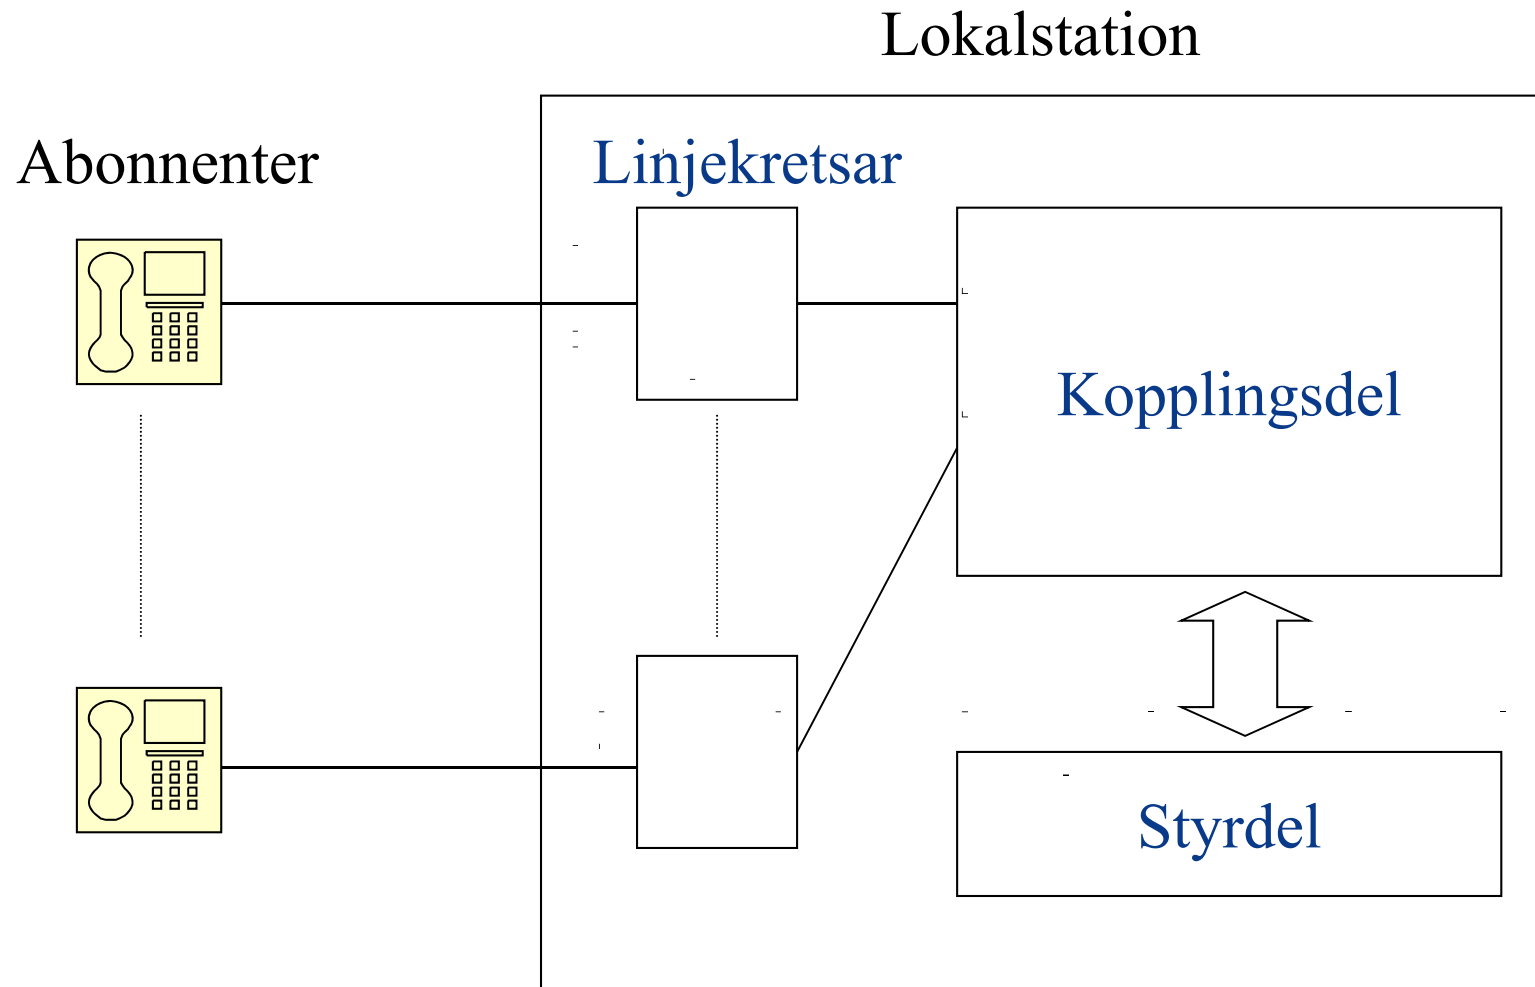 Lokalstation
Abonnenter
Linjekretsar
Kopplingsdel
Styrdel